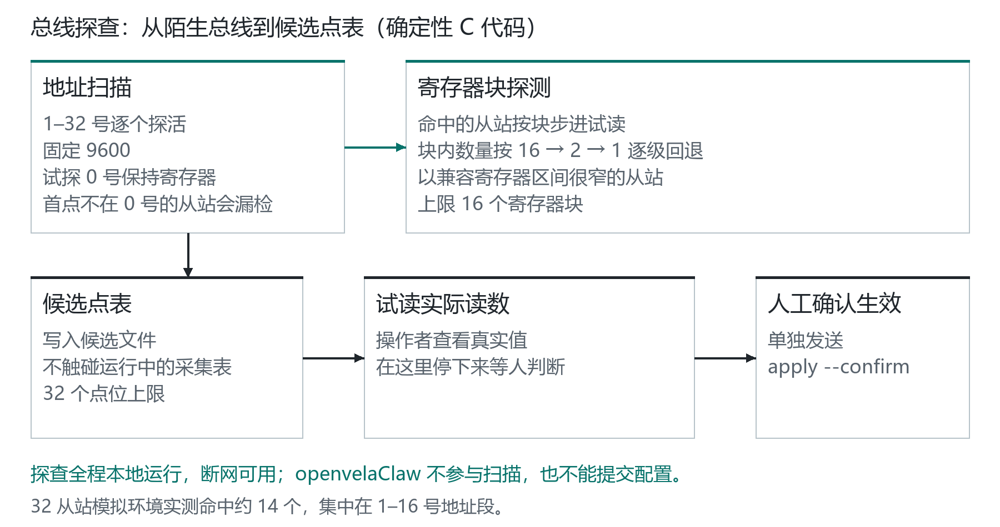 总线探查：从陌生总线到候选点表（确定性 C 代码）
地址扫描
1–32 号逐个探活
固定 9600
试探 0 号保持寄存器
首点不在 0 号的从站会漏检
寄存器块探测
命中的从站按块步进试读
块内数量按 16 → 2 → 1 逐级回退
以兼容寄存器区间很窄的从站
上限 16 个寄存器块
候选点表
写入候选文件
不触碰运行中的采集表
32 个点位上限
试读实际读数
操作者查看真实值
在这里停下来等人判断
人工确认生效
单独发送
apply --confirm
探查全程本地运行，断网可用；openvelaClaw 不参与扫描，也不能提交配置。
32 从站模拟环境实测命中约 14 个，集中在 1–16 号地址段。